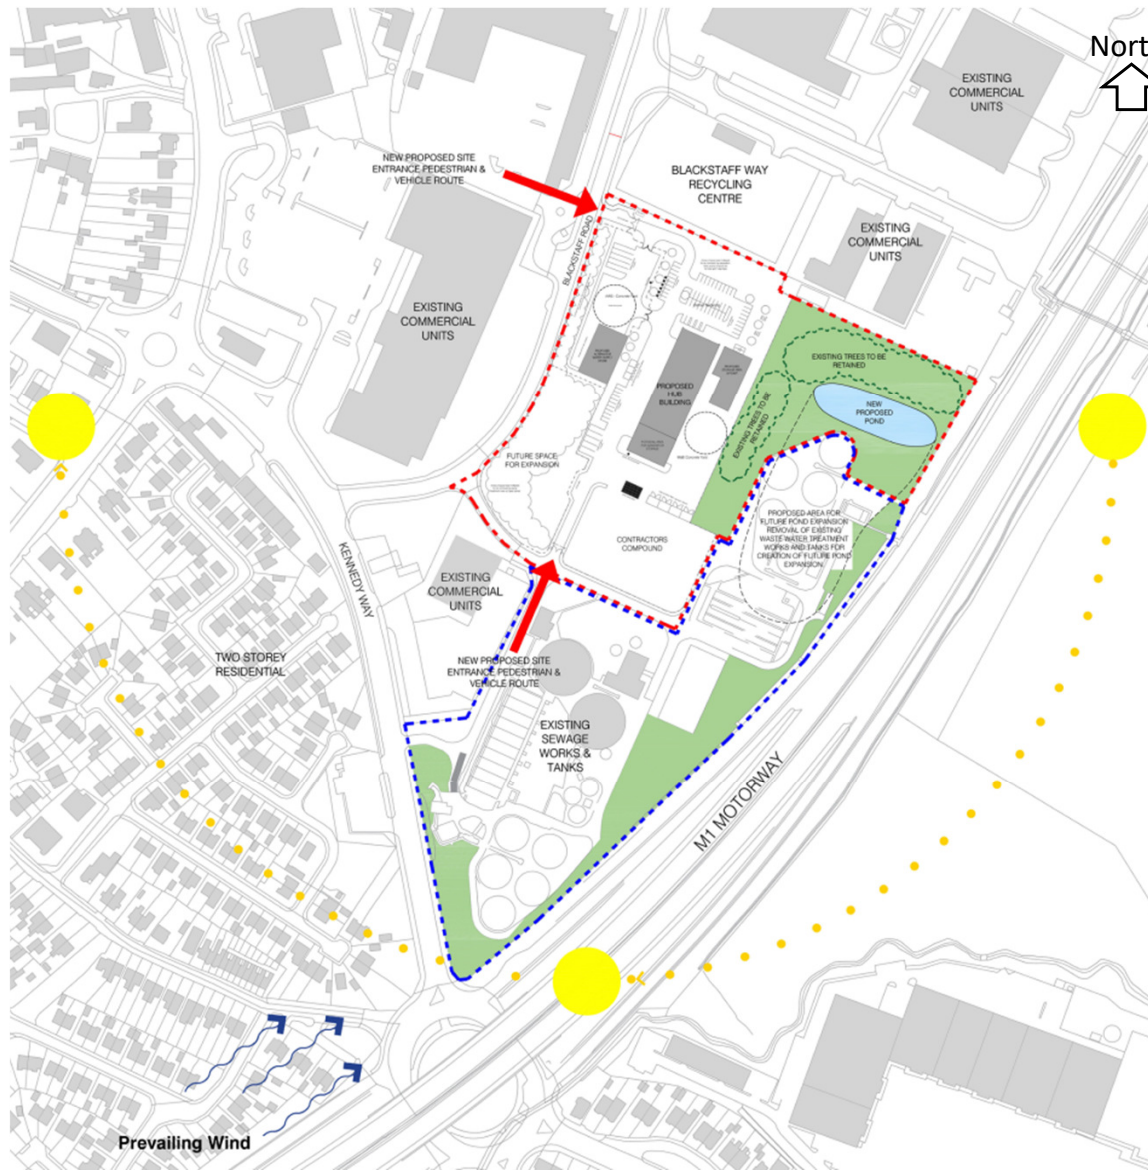 Nort
EXISTING
COMMERCIAL
UNITS
NEW PROPOSED SITE
ENTRANCE PEDESTRIAN &
VEHICLE ROUTE
BLACKSTAFF WAY
RECYCLING
CENTRE
BLACKSTAFF ROAD
EXISTING
COMMERCIAL
UNITS
EXISTING
COMMERCIAL
UNITS
EXISTING TREES TO BE
RETAINED
PROPOSED
HUB
BUILDING
NEW
PROPOSED
POND
EXISTING TREES TO BE
RETAINED
FUTURE SPACE
FOR EXPANSION
PROPOSED AREA FOR
FUTURE POND EXPANSION
REMOVAL OF EXISTING
WASTE WATER TREATMENT
WORKS AND TANKS FOR
CREATION OF FUTURE POND
EXPANSION
CONTRACTORS
COMPOUND
KENNEDY WAY
EXISTING
COMMERCIAL
UNITS
TWO STOREY
RESIDENTIAL
NEW PROPOSED SITE
ENTRANCE PEDESTRIAN &
VEHICLE ROUTE
EXISTING
SEWAGE
WORKS &
TANKS
M1 MOTORWAY
Prevailing Wind